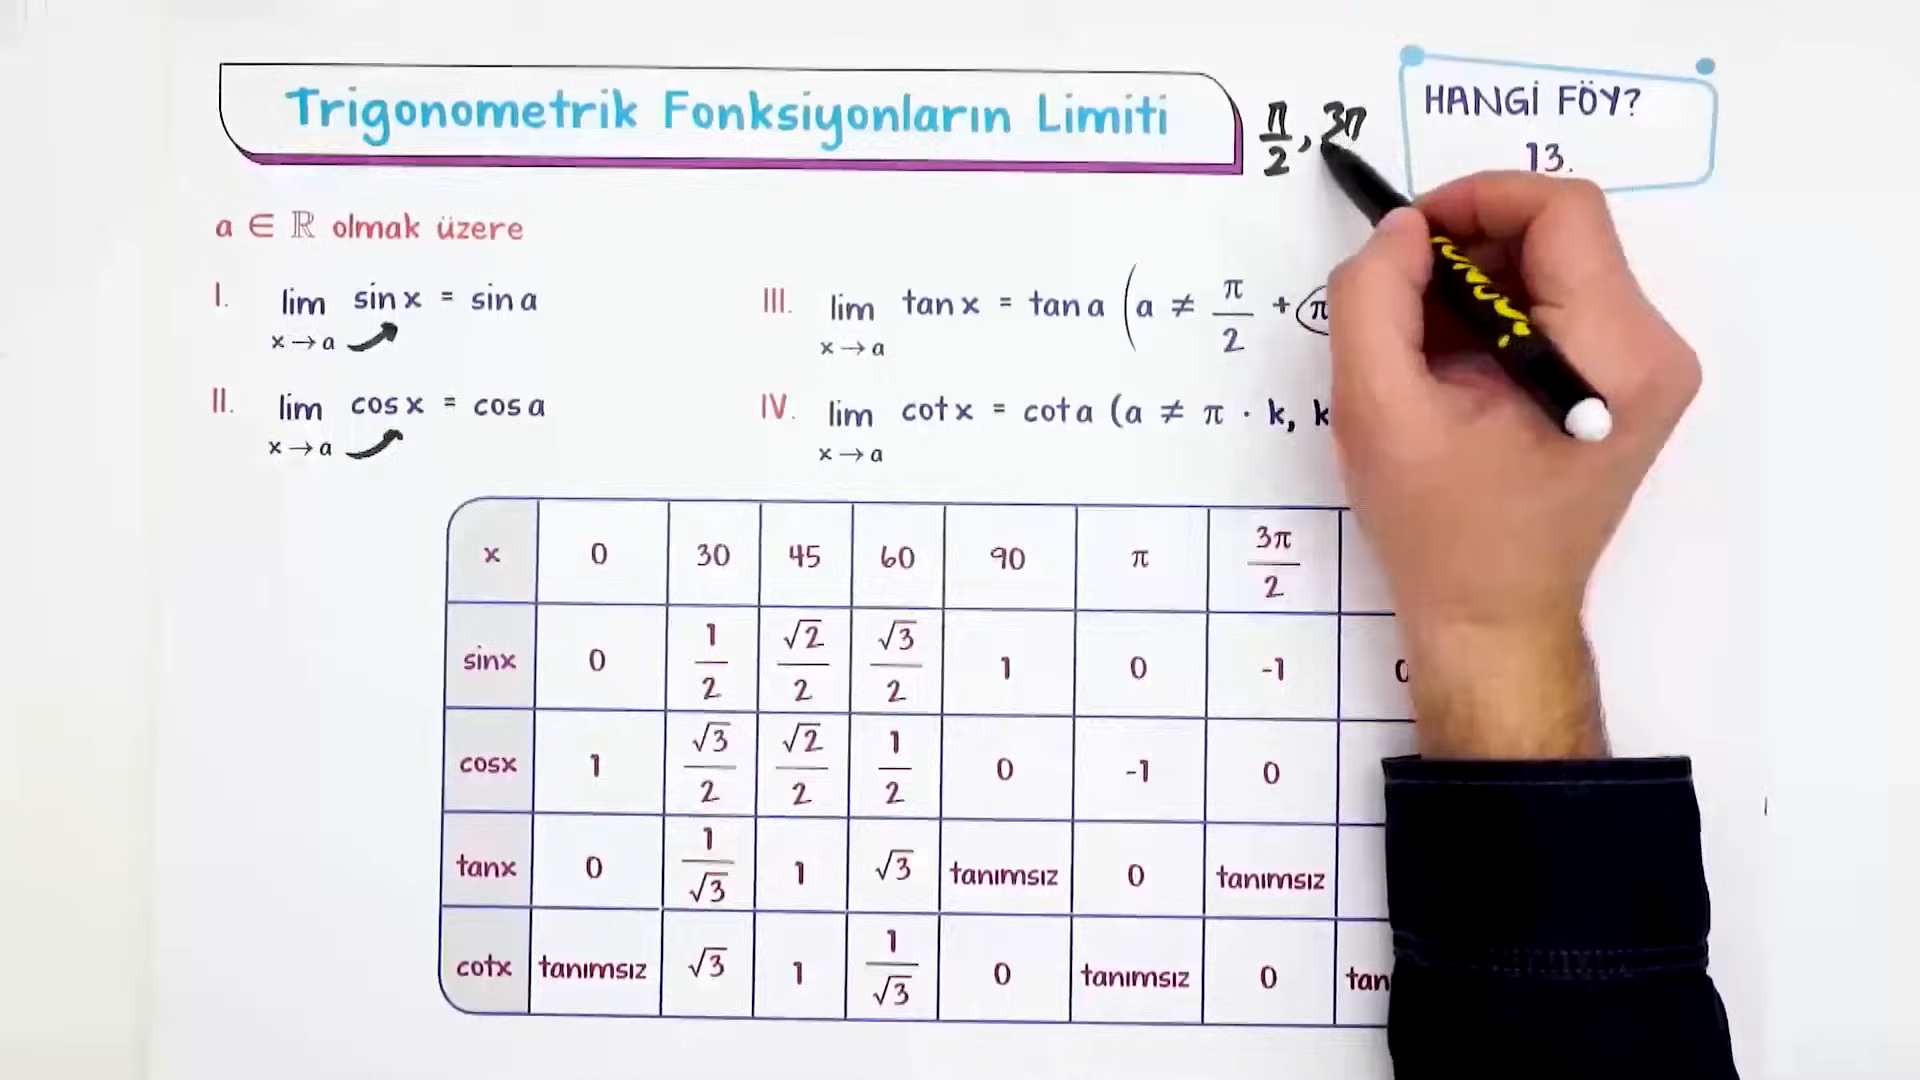 Trigonometrik Fonksiyonların Limiti
π/2, 3π
HANGİ FÖY?
13.
a ∈ ℝ olmak üzere
I. lim x→a sinx = sina
III. lim x→a tanx = tana (a ≠ π/2 + π
II. lim x→a cosx = cosa
IV. lim x→a cotx = cota (a ≠ π · k, k
x 0 30 45 60 90 π 3π/2
sinx 0 1/2 √2/2 √3/2 1 0 -1 0
cosx 1 √3/2 √2/2 1/2 0 -1 0
tanx 0 1/√3 1 √3 tanımsız 0 tanımsız
cotx tanımsız √3 1 1/√3 0 tanımsız 0 tan